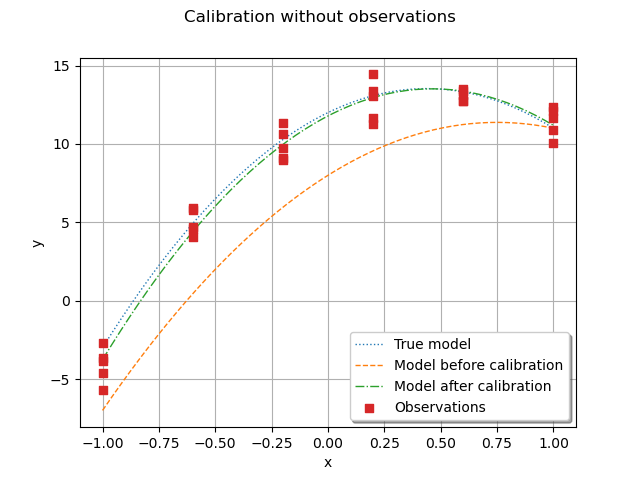 Calibration without observations
15
10
5
0
−5
y
−1.00 −0.75 −0.50 −0.25 0.00 0.25 0.50 0.75 1.00
x
True model
Model before calibration
Model after calibration
Observations